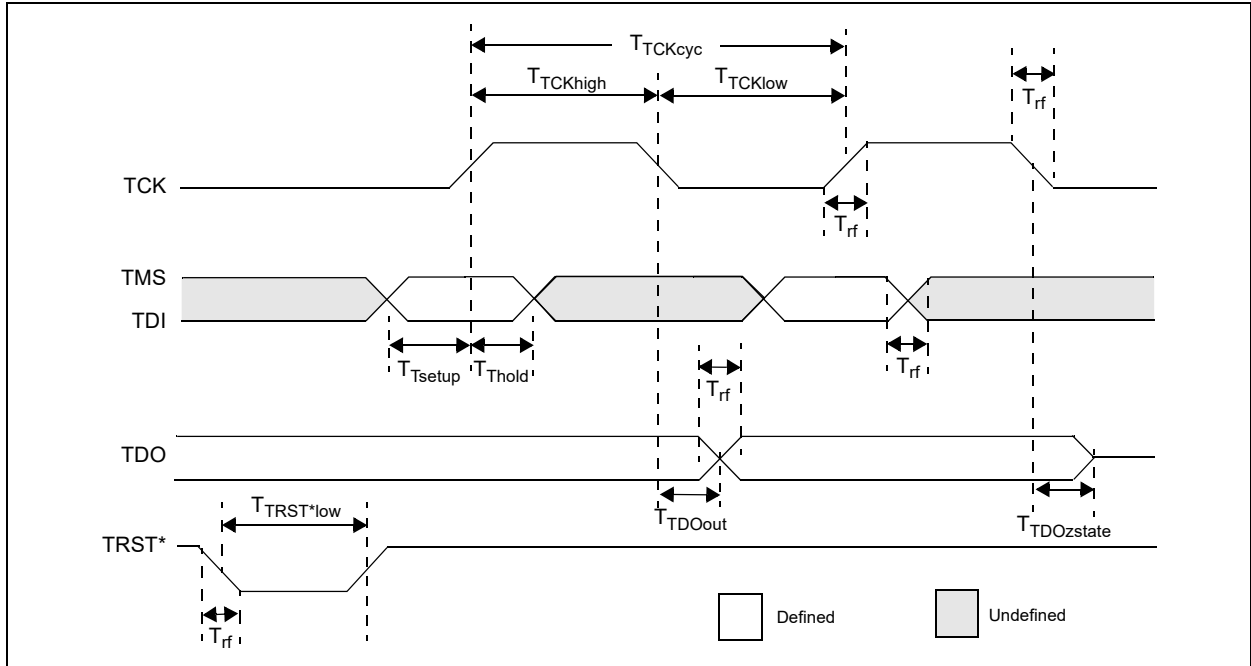 TTCKcyc
TTCKhigh
TTCKlow
Trf
TCK
Trf
TMS
TDI
TTsetup
TThold
Trf
Trf
TDO
TTDOout
TTDOzstate
TTRST*low
TRST*
Trf
Defined
Undefined